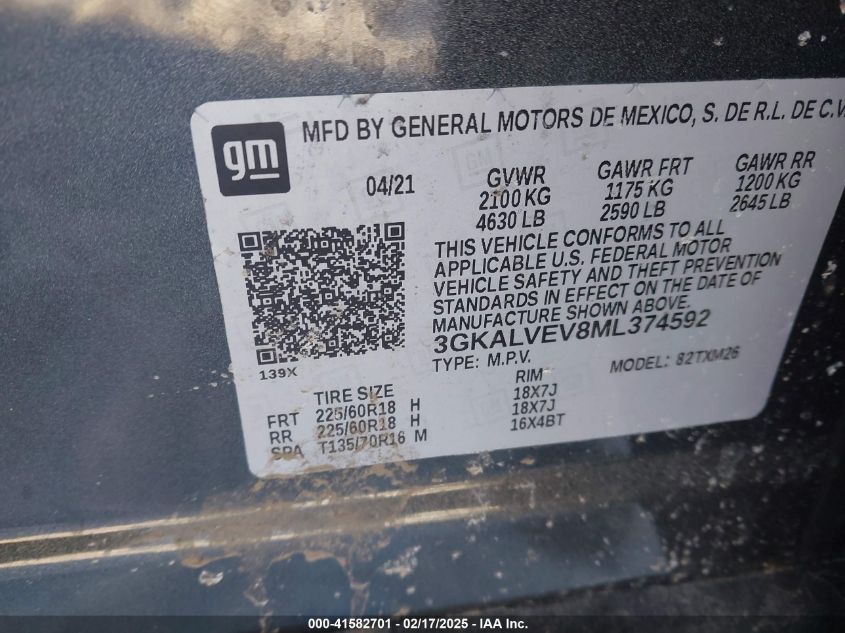 gm
MFD BY GENERAL MOTORS DE MEXICO, S. DE R.L. DE C.V
04/21
GVWR
2100 KG
4630 LB
GAWR FRT
1175 KG
2590 LB
GAWR RR
1200 KG
2645 LB
THIS VEHICLE CONFORMS TO ALL
APPLICABLE U.S. FEDERAL MOTOR
VEHICLE SAFETY AND THEFT PREVENTION
STANDARDS IN EFFECT ON THE DATE OF
MANUFACTURE SHOWN ABOVE.
3GKALVEV8ML374592
TYPE: M.P.V. MODEL: 82TXM26
139X
TIRE SIZE RIM
FRT 225/60R18 H 18X7J
RR 225/60R18 H 18X7J
SPA T135/70R16 M 16X4BT
000-41582701 - 02/17/2025 - IAAI Inc.